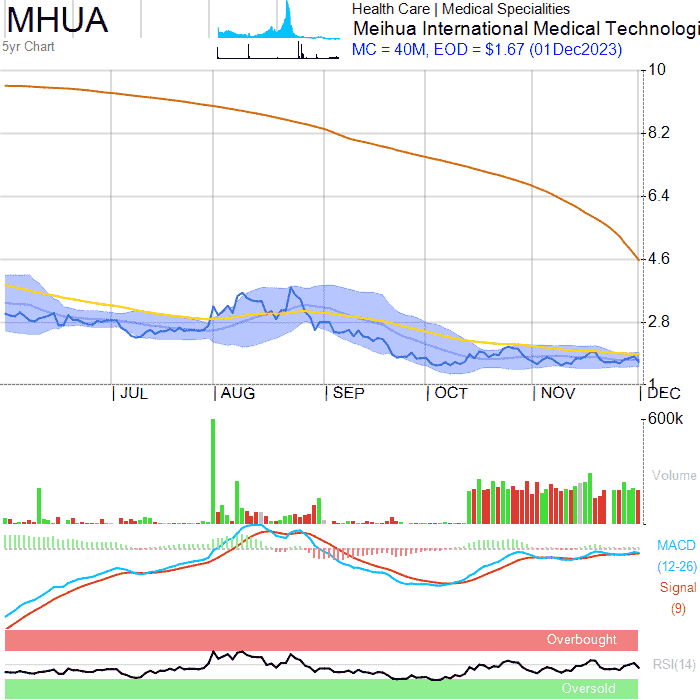 MHUA
5yr Chart
Health Care | Medical Specialities
Meihua International Medical Technologi
MC = 40M, EOD = $1.67 (01Dec2023)
10
8.2
6.4
4.6
2.8
1
JUL AUG SEP OCT NOV DEC
600k
Volume
MACD
(12-26)
Signal
(9)
Overbought
RSI(14)
Oversold